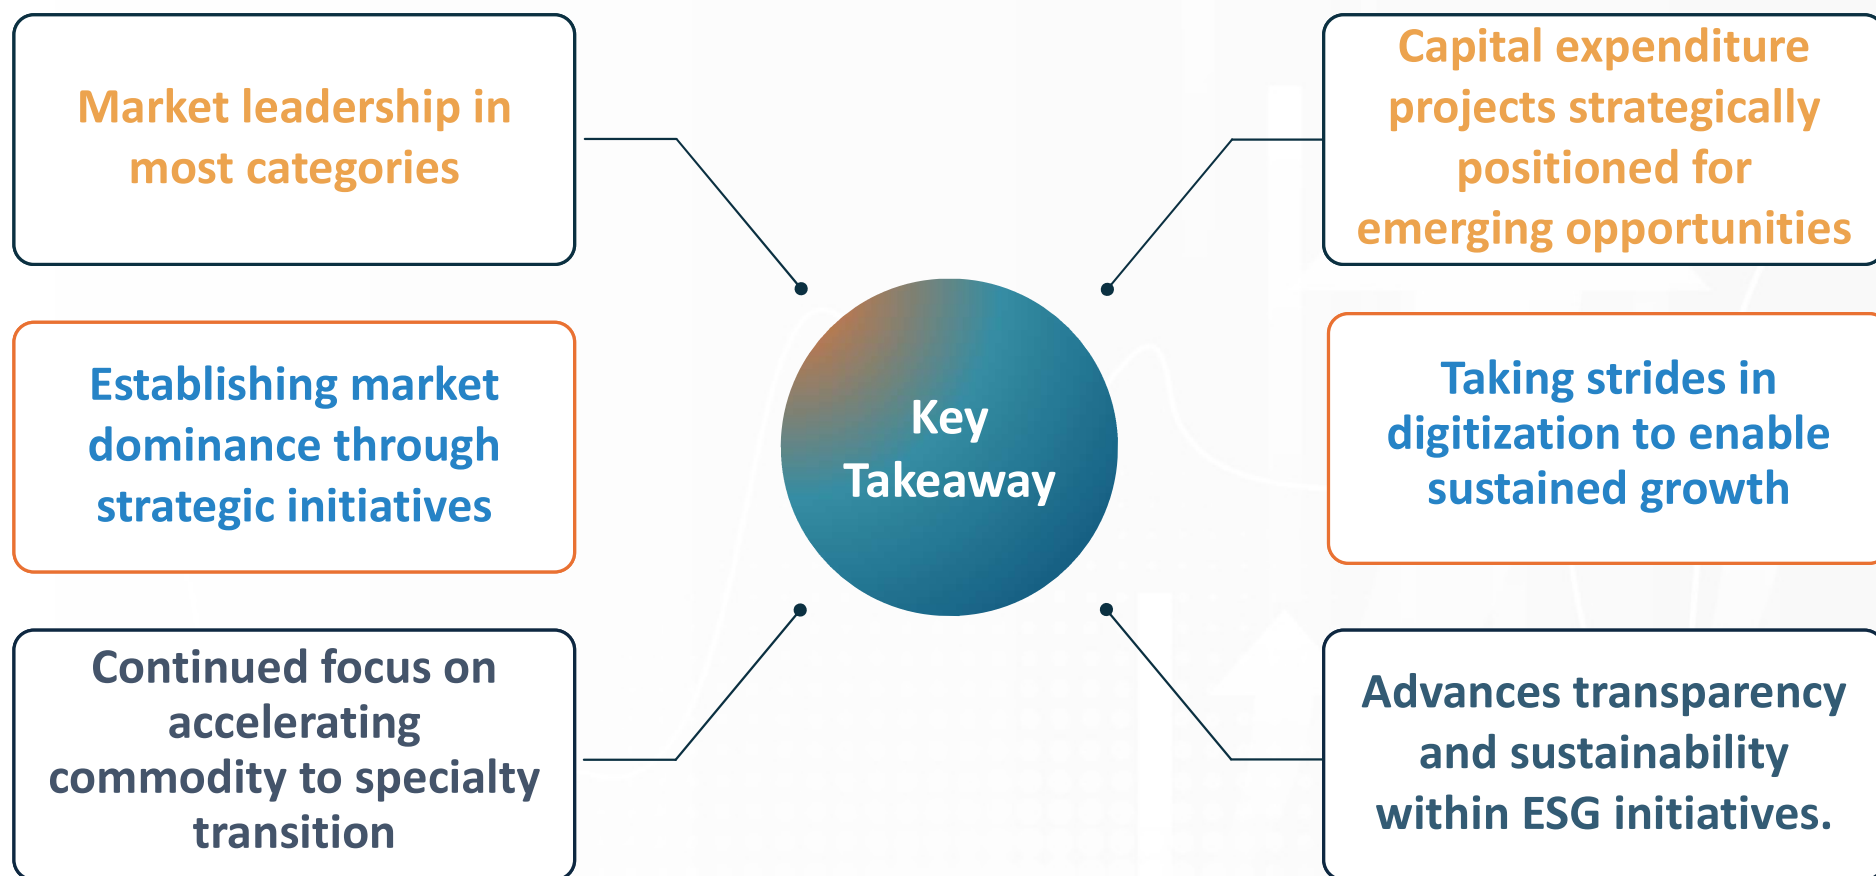 Market leadership in
most categories
Establishing market
dominance through
strategic initiatives
Continued focus on
accelerating
commodity to specialty
transition
Key
Takeaway
Capital expenditure
projects strategically
positioned for
emerging opportunities
Taking strides in
digitization to enable
sustained growth
Advances transparency
and sustainability
within ESG initiatives.